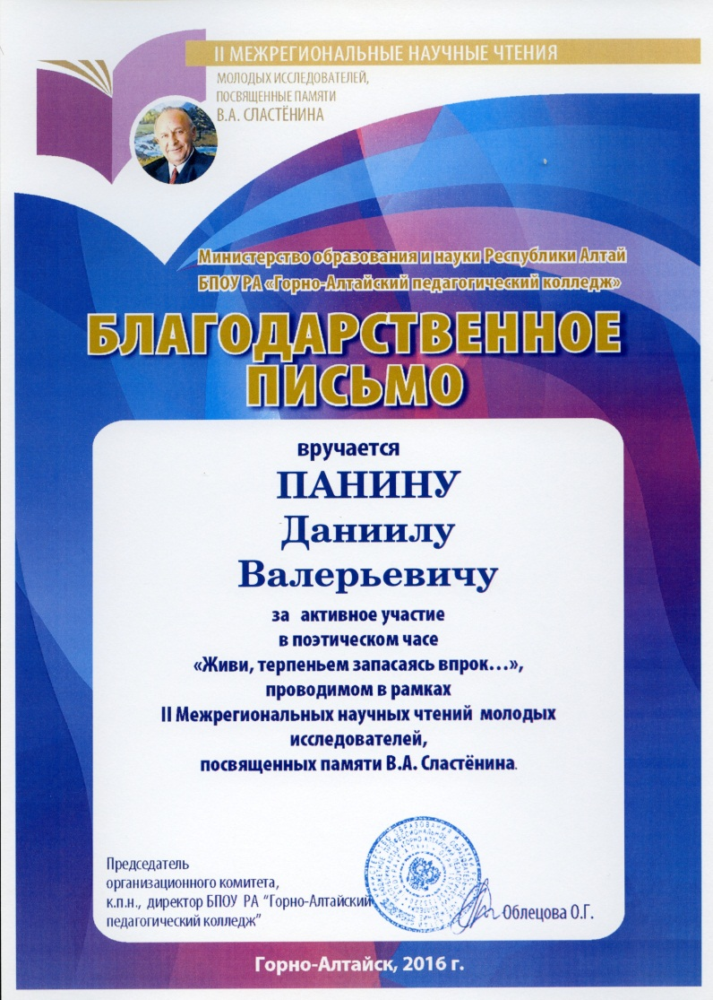 II МЕЖРЕГИОНАЛЬНЫЕ НАУЧНЫЕ ЧТЕНИЯ
МОЛОДЫХ ИССЛЕДОВАТЕЛЕЙ,
ПОСВЯЩЕННЫЕ ПАМЯТИ
В.А. СЛАСТЁНИНА
Министерство образования и науки Республики Алтай
БПОУ РА «Горно-Алтайский педагогический колледж»
БЛАГОДАРСТВЕННОЕ
ПИСЬМО
вручается
ПАНИНУ
Даниилу
Валерьевичу
за активное участие
в поэтическом часе
«Живи, терпеньем запасаясь впрок...»,
проводимом в рамках
II Межрегиональных научных чтений молодых
исследователей,
посвященных памяти В.А. Сластёнина.
Председатель
организационного комитета,
к.п.н., директор БПОУ РА "Горно-Алтайский
педагогический колледж"
Облецова О.Г.
Горно-Алтайск, 2016 г.